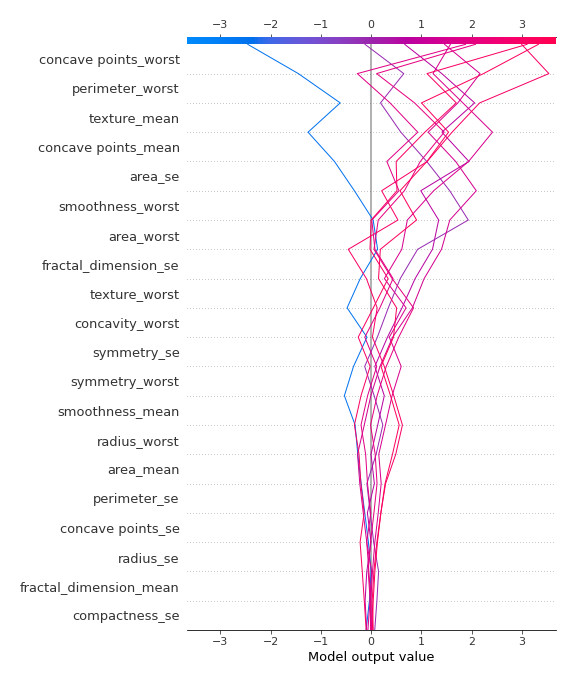 −3 −2 −1 0 1 2 3
concave points_worst
perimeter_worst
texture_mean
concave points_mean
area_se
smoothness_worst
area_worst
fractal_dimension_se
texture_worst
concavity_worst
symmetry_se
symmetry_worst
smoothness_mean
radius_worst
area_mean
perimeter_se
concave points_se
radius_se
fractal_dimension_mean
compactness_se
−3 −2 −1 0 1 2 3
Model output value